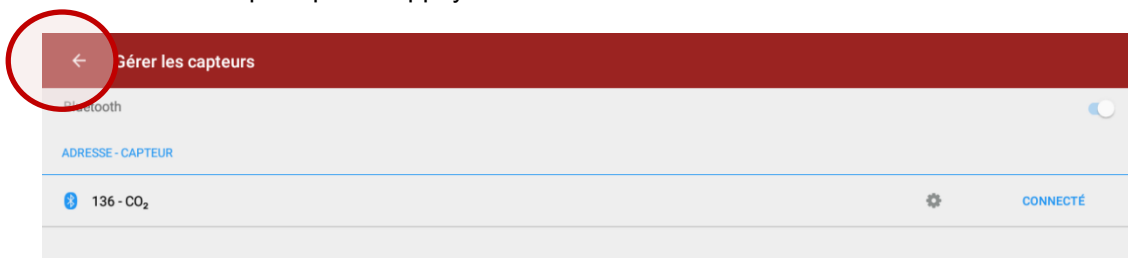 Gérer les capteurs
Bluetooth
ADRESSE - CAPTEUR
136 - CO₂
CONNECTÉ